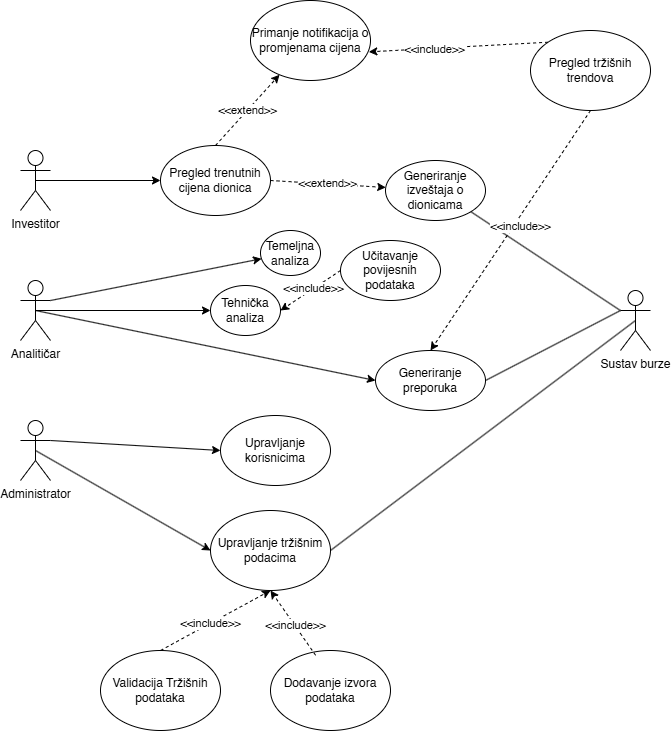 Primanje notifikacija o
promjenama cijena
<<include>>
Pregled tržišnih
trendova
<<extend>>
Pregled trenutnih
cijena dionica
<<extend>>
Generiranje
izveštaja o
dionicama
Investitor
<<include>>
Temeljna
analiza
Učitavanje
povijesnih
podataka
<<include>>
Tehnička
analiza
Analitičar
Sustav burze
Generiranje
preporuka
Upravljanje
korisnicima
Administrator
Upravljanje tržišnim
podacima
<<include>>
<<include>>
Validacija Tržišnih
podataka
Dodavanje izvora
podataka